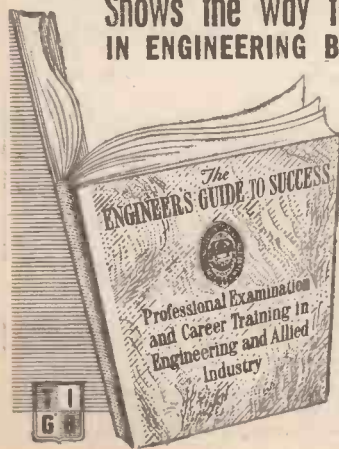 Shows the way t
IN ENGINEERING B
The
ENGINEER'S GUIDE TO SUCCESS
Professional Examination
and Career Training in
Engineering and Allied
Industry
T I
G B